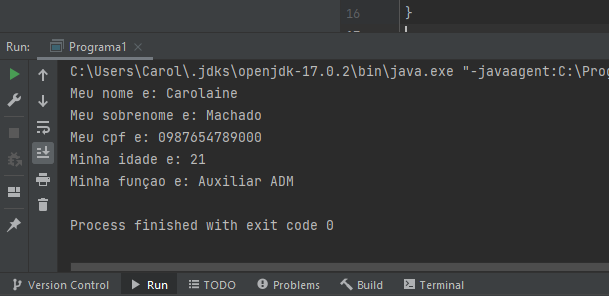 16 }
Run: Programa1
C:\Users\Carol\.jdks\openjdk-17.0.2\bin\java.exe "-javaagent:C:\Prog
Meu nome e: Carolaine
Meu sobrenome e: Machado
Meu cpf e: 0987654789000
Minha idade e: 21
Minha funçao e: Auxiliar ADM
Process finished with exit code 0
Version Control Run TODO Problems Build Terminal